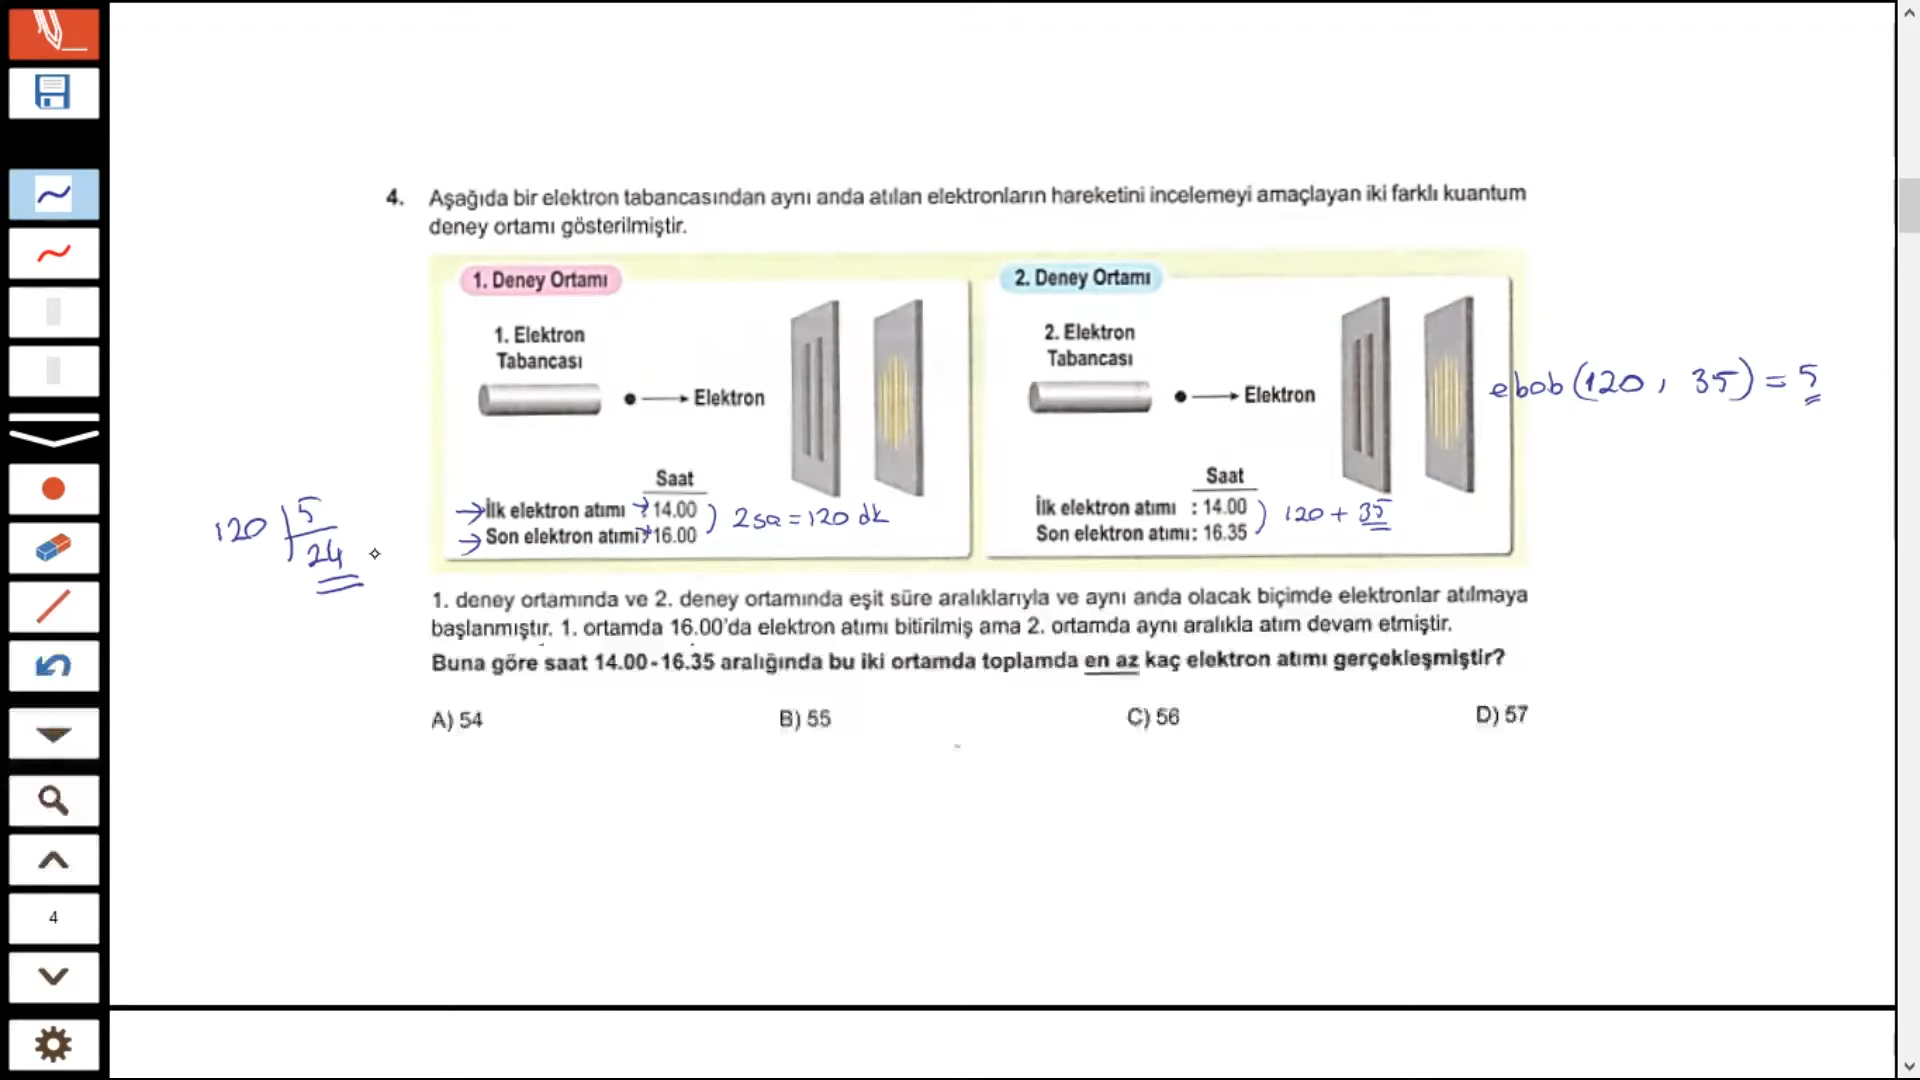 4. Aşağıda bir elektron tabancasından aynı anda atılan elektronların hareketini incelemeyi amaçlayan iki farklı kuantum
deney ortamı gösterilmiştir.
1. Deney Ortamı
1. Elektron
Tabancası
Elektron
Saat
İlk elektron atımı : 14.00
Son elektron atımı: 16.00
) 2sa = 120 dk
2. Deney Ortamı
2. Elektron
Tabancası
Elektron
Saat
İlk elektron atımı : 14.00
Son elektron atımı: 16.35
) 120 + 35
ebob (120 , 35) = 5
120 | 5
24
1. deney ortamında ve 2. deney ortamında eşit süre aralıklarıyla ve aynı anda olacak biçimde elektronlar atılmaya
başlanmıştır. 1. ortamda 16.00'da elektron atımı bitirilmiş ama 2. ortamda aynı aralıkla atım devam etmiştir.
Buna göre saat 14.00-16.35 aralığında bu iki ortamda toplamda en az kaç elektron atımı gerçekleşmiştir?
A) 54
B) 55
C) 56
D) 57
4